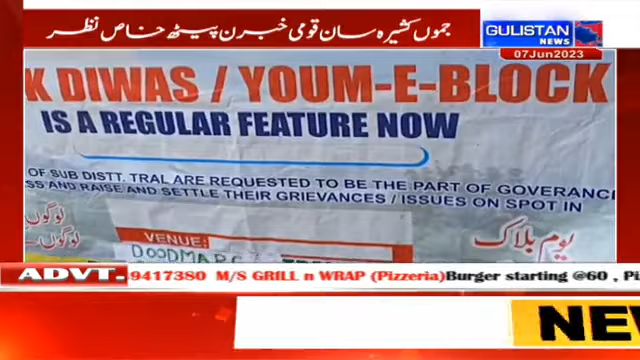 جموں کشیرہ سان قومی خبرن پیٹھ خاص نظر
GULISTAN
NEWS
07Jun2023
K DIWAS / YOUM-E-BLOCK
IS A REGULAR FEATURE NOW
OF SUB DISTT. TRAL ARE REQUESTED TO BE THE PART OF GOVERANC
SS AND RAISE AND SETTLE THEIR GRIEVANCES / ISSUES ON SPOT IN
لوگوں
لوگوں
یوم بلاک
VENUE:
DOODMARG
ADVT.
9417380 M/S GRILL n WRAP (Pizzeria)Burger starting @60 , Pi
NEW